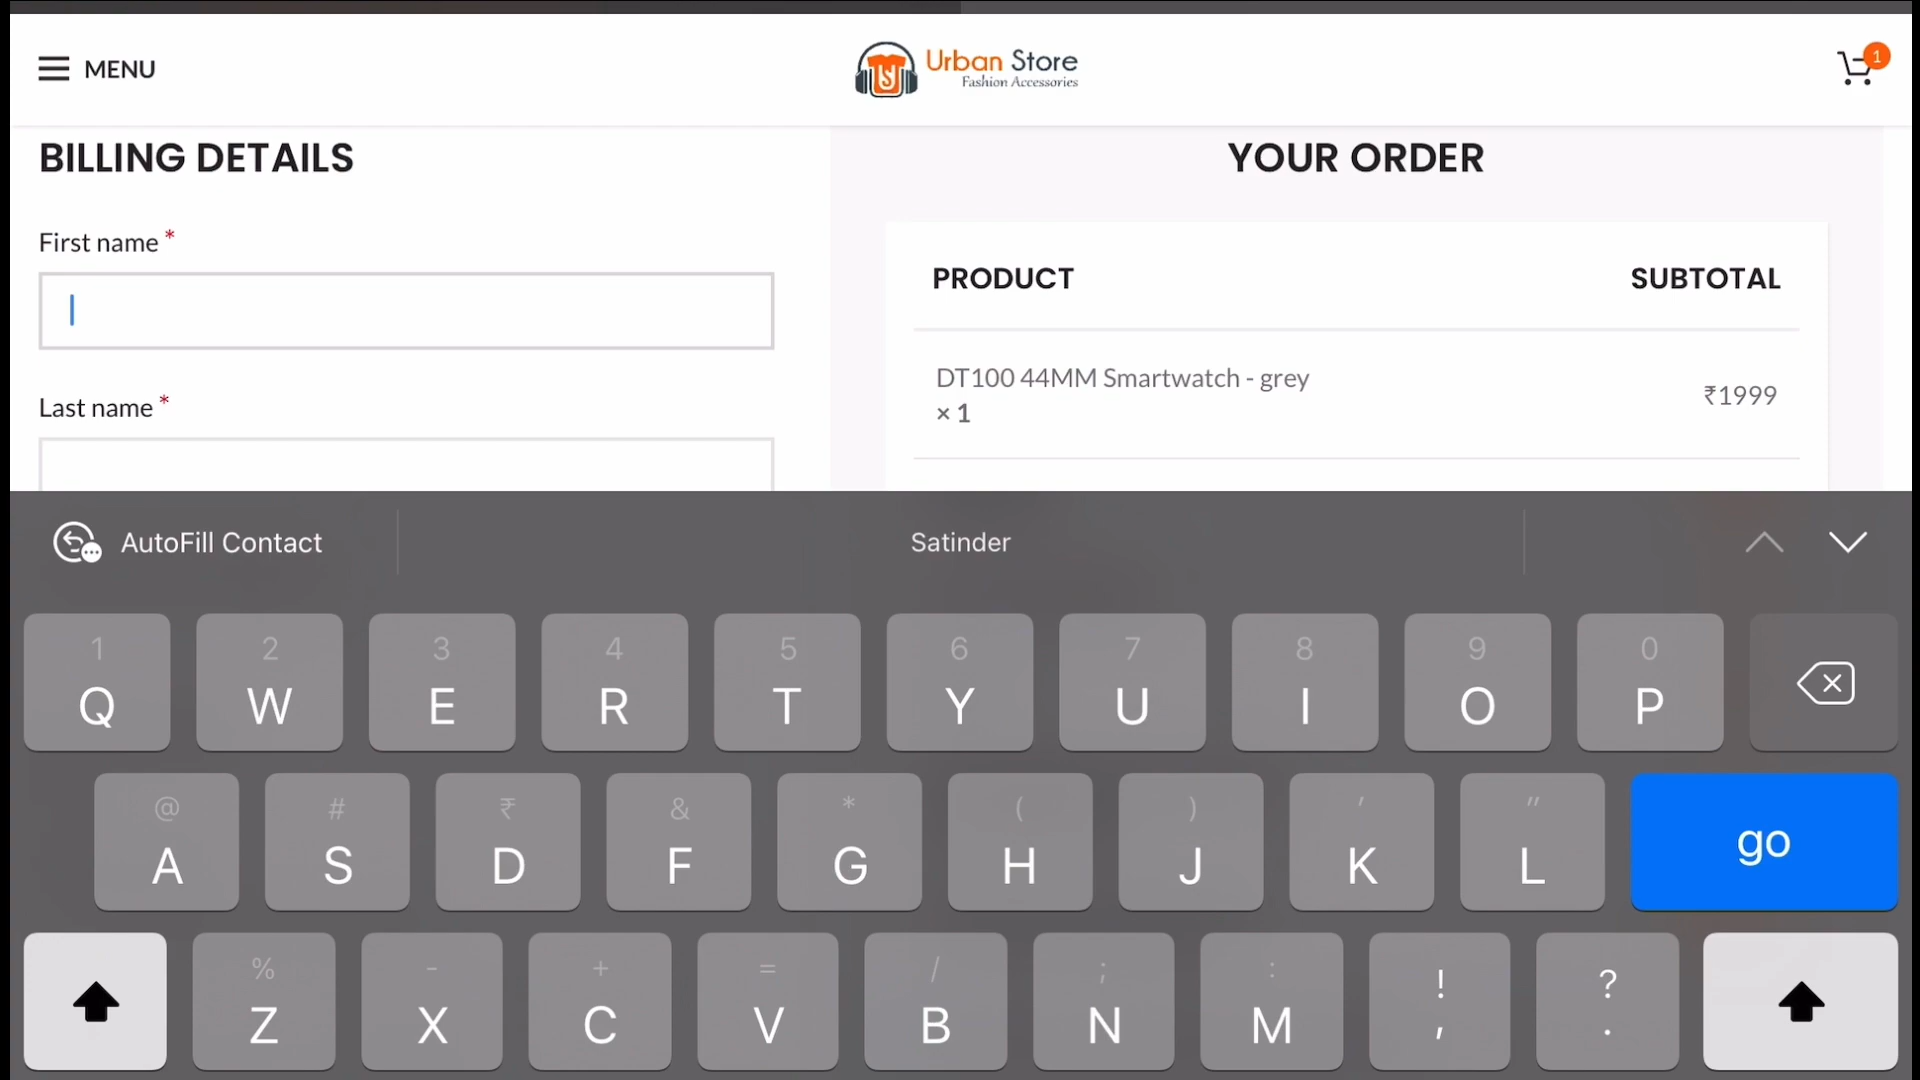 MENU
Urban Store
Fashion Accessories
1
BILLING DETAILS
YOUR ORDER
First name *
PRODUCT
SUBTOTAL
DT100 44MM Smartwatch - grey
× 1
₹1999
Last name *
AutoFill Contact
Satinder
1 2 3 4 5 6 7 8 9 0
Q W E R T Y U I O P
@ # ₹ & * ( ) ' "
A S D F G H J K L
go
% - + = / ; : ! ?
Z X C V B N M , .